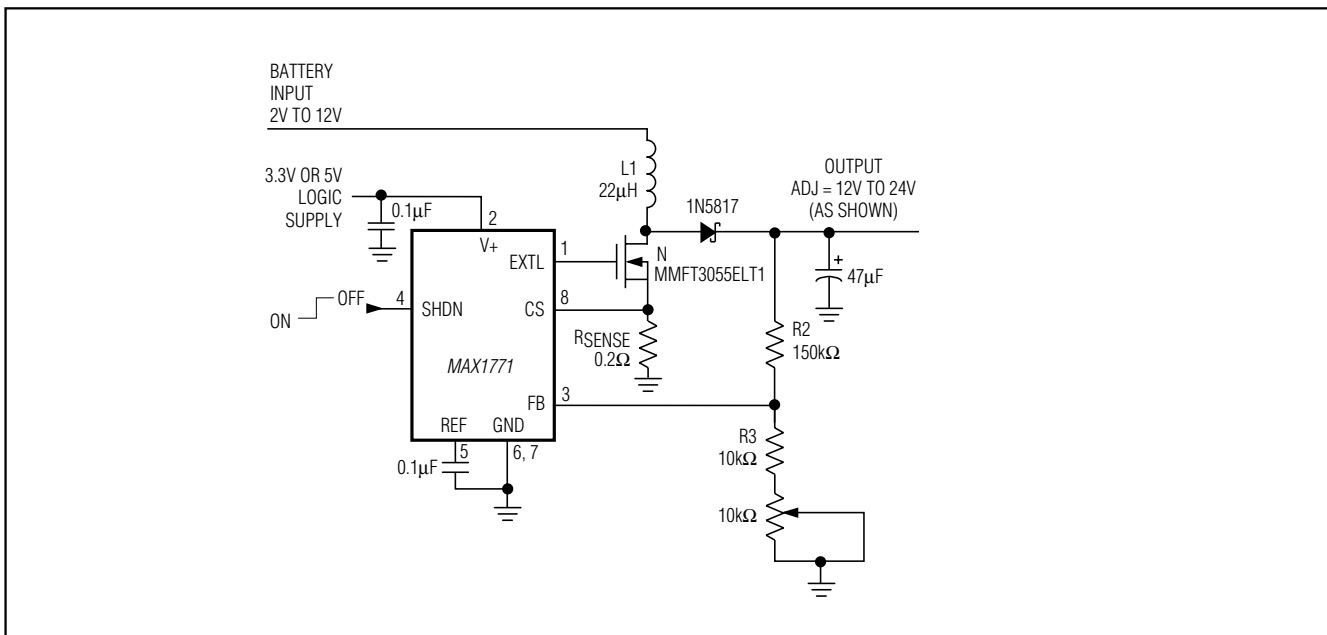 BATTERY
INPUT
2V TO 12V
3.3V OR 5V
LOGIC
SUPPLY
0.1μF
2
V+
L1
22μH
1N5817
OUTPUT
ADJ = 12V TO 24V
(AS SHOWN)
+
47μF
EXTL
1
N
MMFT3055ELT1
ON
OFF
4
SHDN
CS
8
RSENSE
0.2Ω
R2
150kΩ
MAX1771
FB
3
REF
GND
5
6, 7
0.1μF
R3
10kΩ
10kΩ